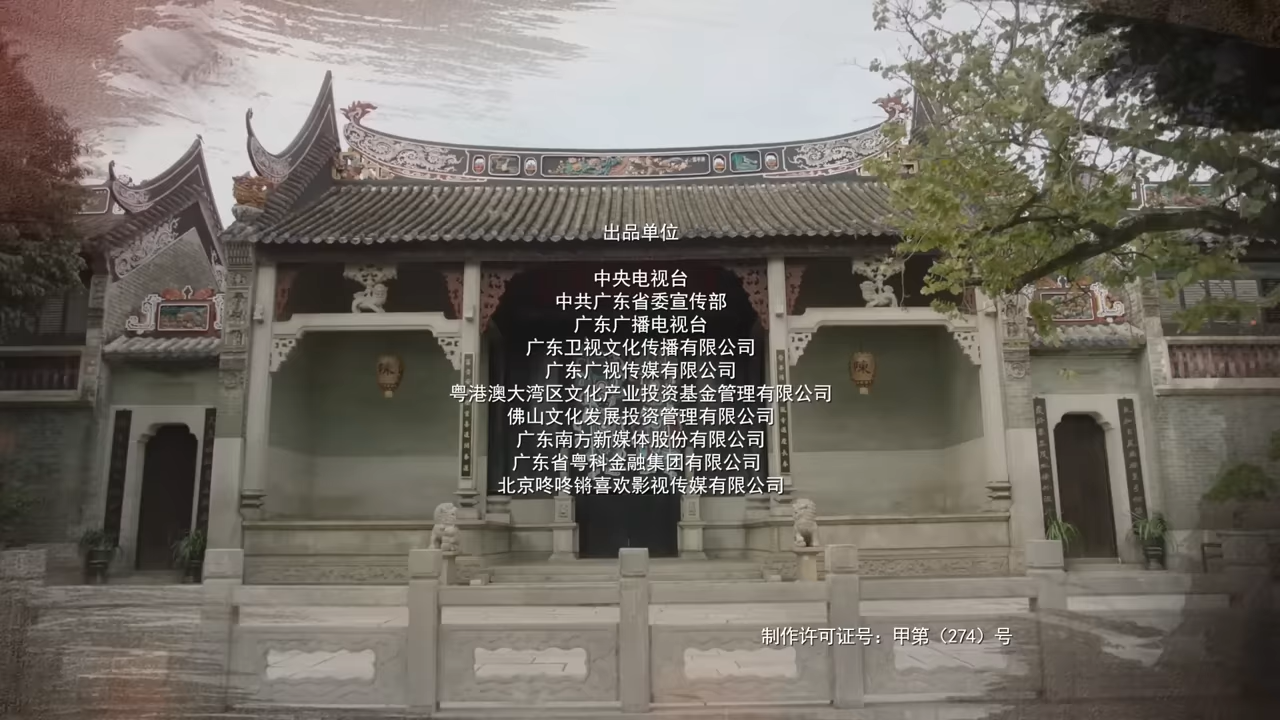 出品单位
中央电视台
中共广东省委宣传部
广东广播电视台
广东卫视文化传播有限公司
广东广视传媒有限公司
粤港澳大湾区文化产业投资基金管理有限公司
佛山文化发展投资管理有限公司
广东南方新媒体股份有限公司
广东省粤科金融集团有限公司
北京咚咚锵喜欢影视传媒有限公司
陳
陳
制作许可证号：甲第（274）号